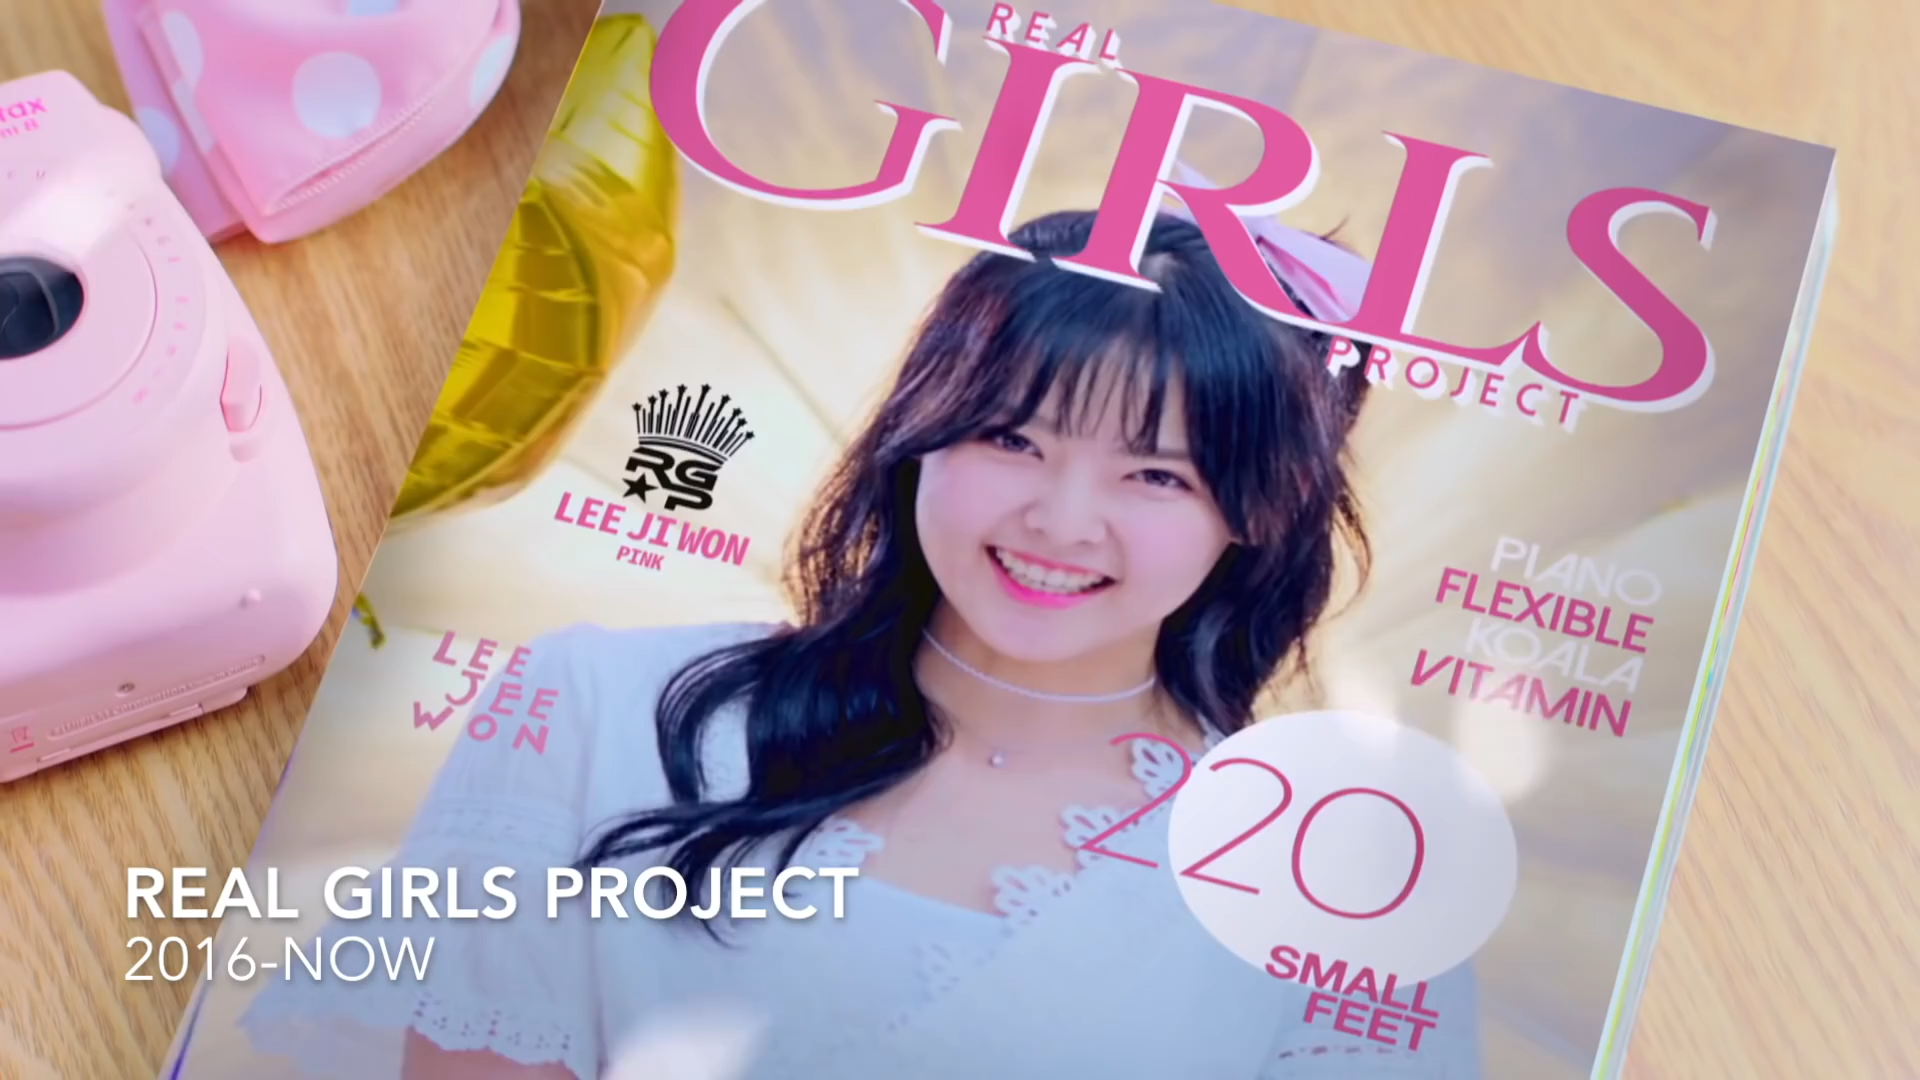 REAL
GIRLS
PROJECT
RGP
LEE JI WON
PINK
LEE
JEE
WON
PIANO
FLEXIBLE
KOALA
VITAMIN
220
SMALL
FEET
REAL GIRLS PROJECT
2016-NOW